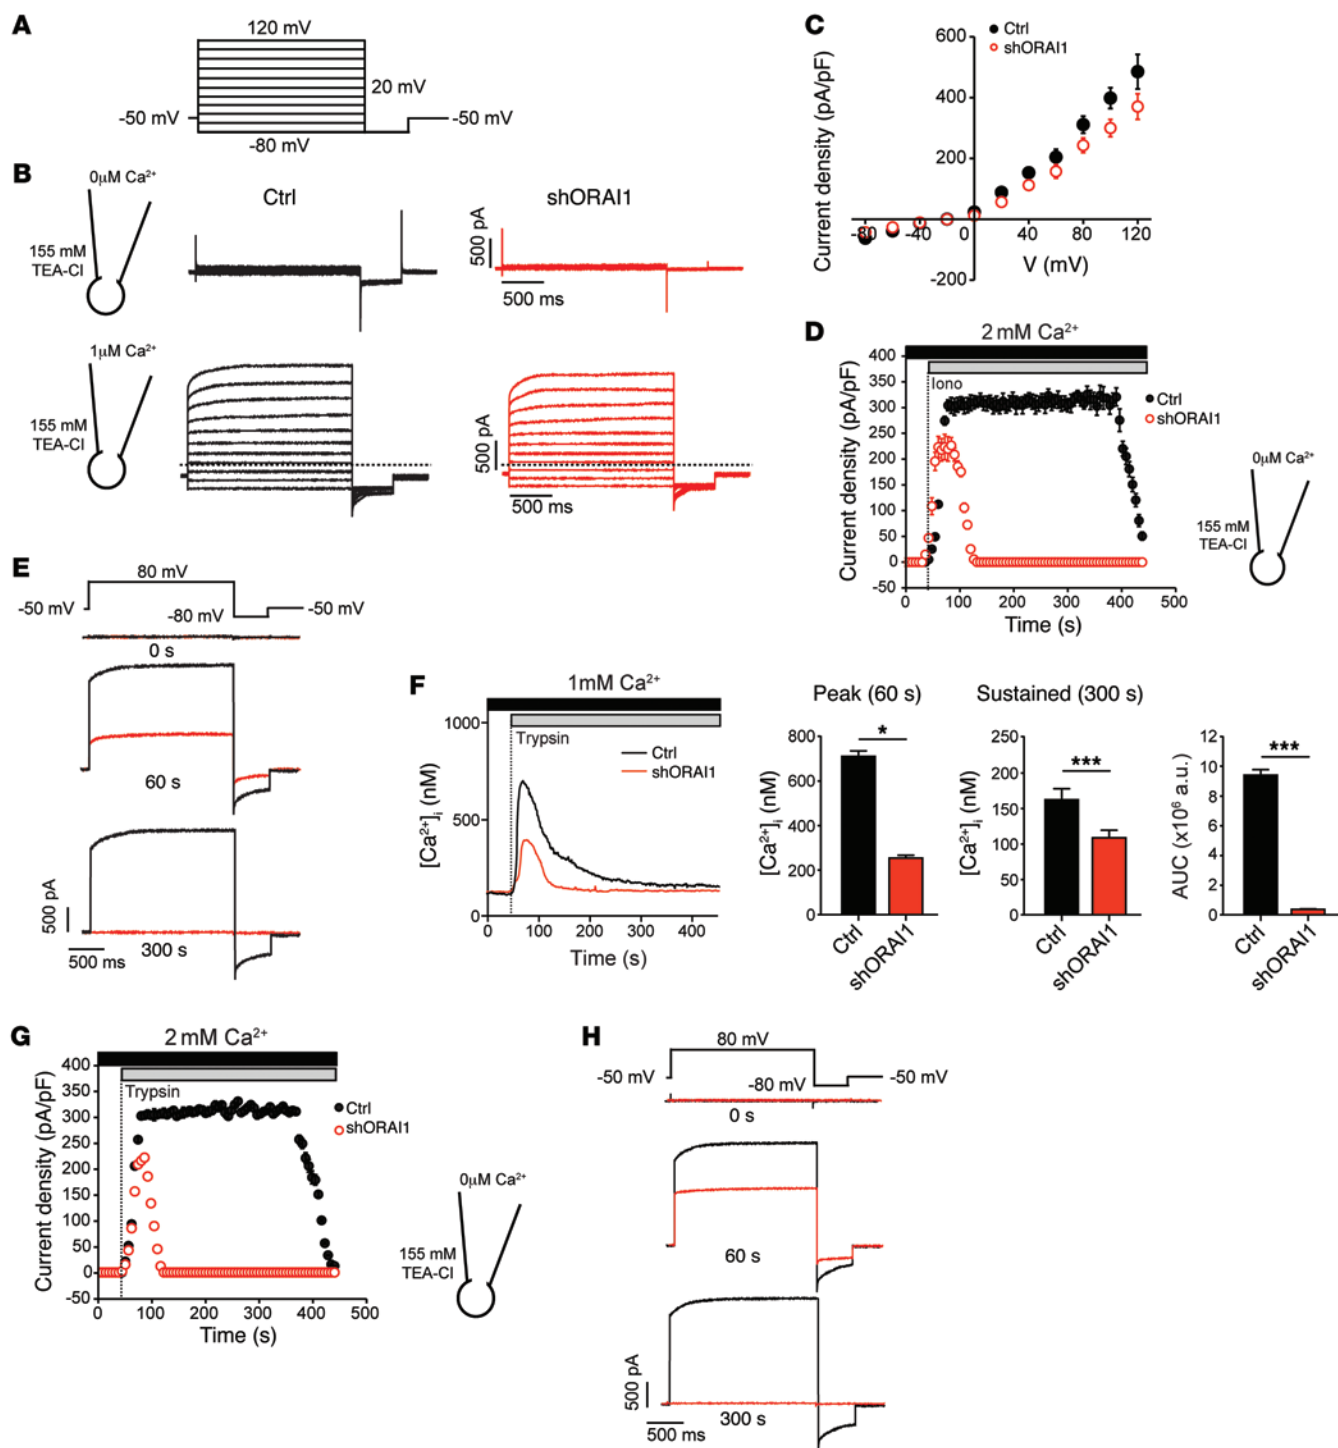 A
120 mV
-50 mV
20 mV
-50 mV
-80 mV
B
0μM Ca²⁺
155 mM
TEA-Cl
Ctrl
shORAI1
500 pA
500 ms
1μM Ca²⁺
155 mM
TEA-Cl
500 pA
500 ms
C
Ctrl
shORAI1
Current density (pA/pF)
600
400
200
-200
-80
-40
0
40
80
120
V (mV)
D
2 mM Ca²⁺
Iono
Current density (pA/pF)
400
350
300
250
200
150
100
50
0
-50
0
100
200
300
400
500
Time (s)
Ctrl
shORAI1
0μM Ca²⁺
155 mM
TEA-Cl
E
80 mV
-50 mV
-80 mV
-50 mV
0 s
60 s
300 s
500 pA
500 ms
F
1mM Ca²⁺
Trypsin
Ctrl
shORAI1
[Ca²⁺]i (nM)
1000
500
0
0
100
200
300
400
Time (s)
Peak (60 s)
*
[Ca²⁺]i (nM)
800
600
400
200
0
Ctrl
shORAI1
Sustained (300 s)
***
[Ca²⁺]i (nM)
250
200
150
100
50
0
Ctrl
shORAI1
***
AUC (x10⁶ a.u.)
12
10
8
6
4
2
0
Ctrl
shORAI1
G
2 mM Ca²⁺
Trypsin
Current density (pA/pF)
400
350
300
250
200
150
100
50
0
-50
0
100
200
300
400
500
Time (s)
Ctrl
shORAI1
0μM Ca²⁺
155 mM
TEA-Cl
H
80 mV
-50 mV
-80 mV
-50 mV
0 s
60 s
300 s
500 pA
500 ms